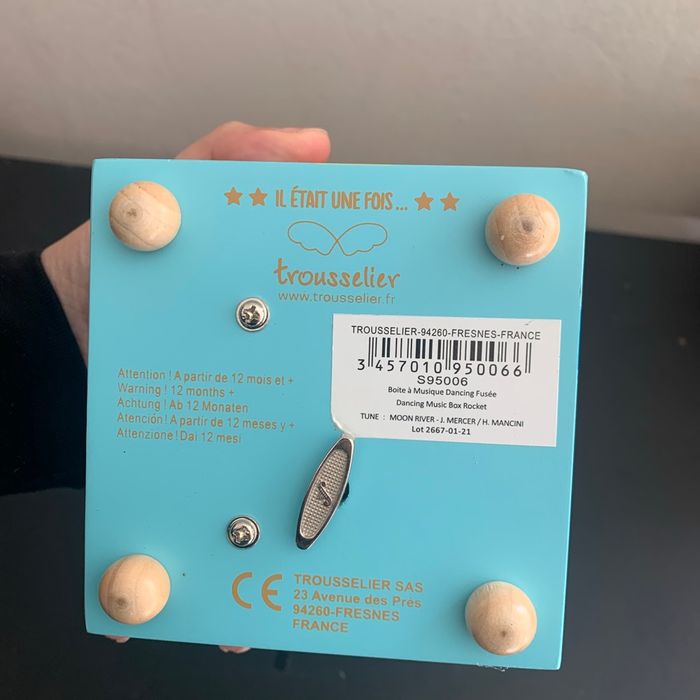 ★ ★ IL ÉTAIT UNE FOIS... ★ ★
trousselier
www.trousselier.fr
TROUSSELIER-94260-FRESNES-FRANCE
3 457010 950066
S95006
Boite à Musique Dancing Fusée
Dancing Music Box Rocket
TUNE : MOON RIVER - J. MERCER / H. MANCINI
Lot 2667-01-21
Attention ! A partir de 12 mois et +
Warning ! 12 months +
Achtung ! Ab 12 Monaten
Atención ! A partir de 12 meses y +
Attenzione ! Dai 12 mesi
CE
TROUSSELIER SAS
23 Avenue des Prés
94260-FRESNES
FRANCE